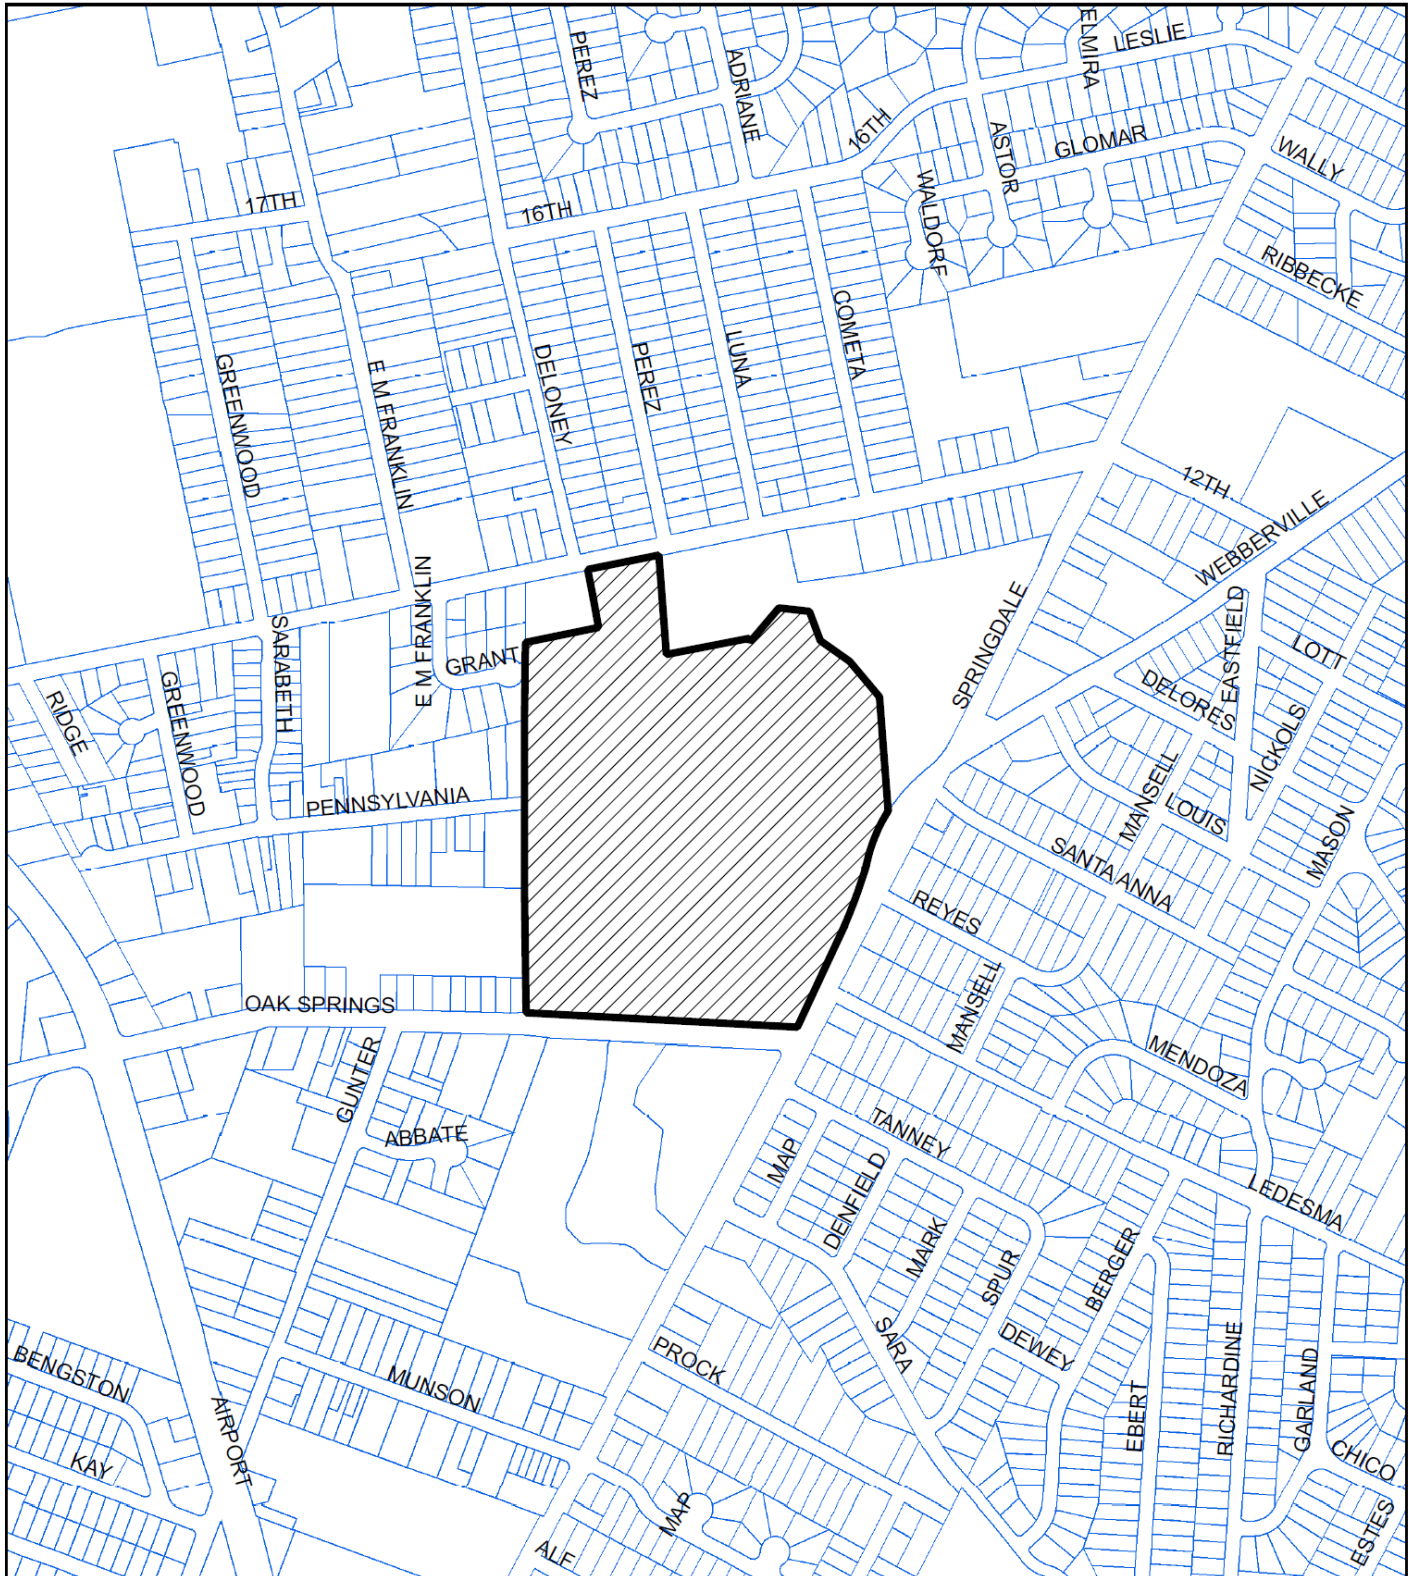 ELMIRA
LESLIE
PEREZ
ADRIANE
16TH
ASTOR
GLOMAR
WALLY
17TH
16TH
WALDORF
RIBBECKE
GREENWOOD
E M FRANKLIN
DELONEY
PEREZ
LUNA
COMETA
12TH
WEBBERVILLE
E M FRANKLIN
SARABETH
GRANT
SPRINGDALE
EASTFIELD
LOTT
DELORES
RIDGE
GREENWOOD
NICKOLS
PENNSYLVANIA
MANSELL
LOUIS
MASON
SANTA ANNA
REYES
MANSELL
OAK SPRINGS
GUNTER
MENDOZA
ABBATE
TANNEY
MAP
DENFIELD
LEDESMA
MARK
SPUR
BERGER
SARA
DEWEY
PROCK
BENGSTON
MUNSON
AIRPORT
EBERT
RICHARDINE
GARLAND
KAY
CHICO
MAP
ALF
ESTES